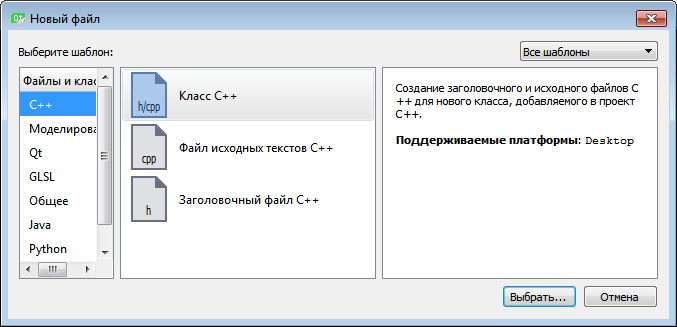 Qt Новый файл
Выберите шаблон:
Все шаблоны
Файлы и клас
C++
Моделирова
Qt
GLSL
Общее
Java
Python
h/cpp
Класс C++
cpp
Файл исходных текстов C++
h
Заголовочный файл C++
Создание заголовочного и исходного файлов C
++ для нового класса, добавляемого в проект
C++.
Поддерживаемые платформы: Desktop
Выбрать...
Отмена